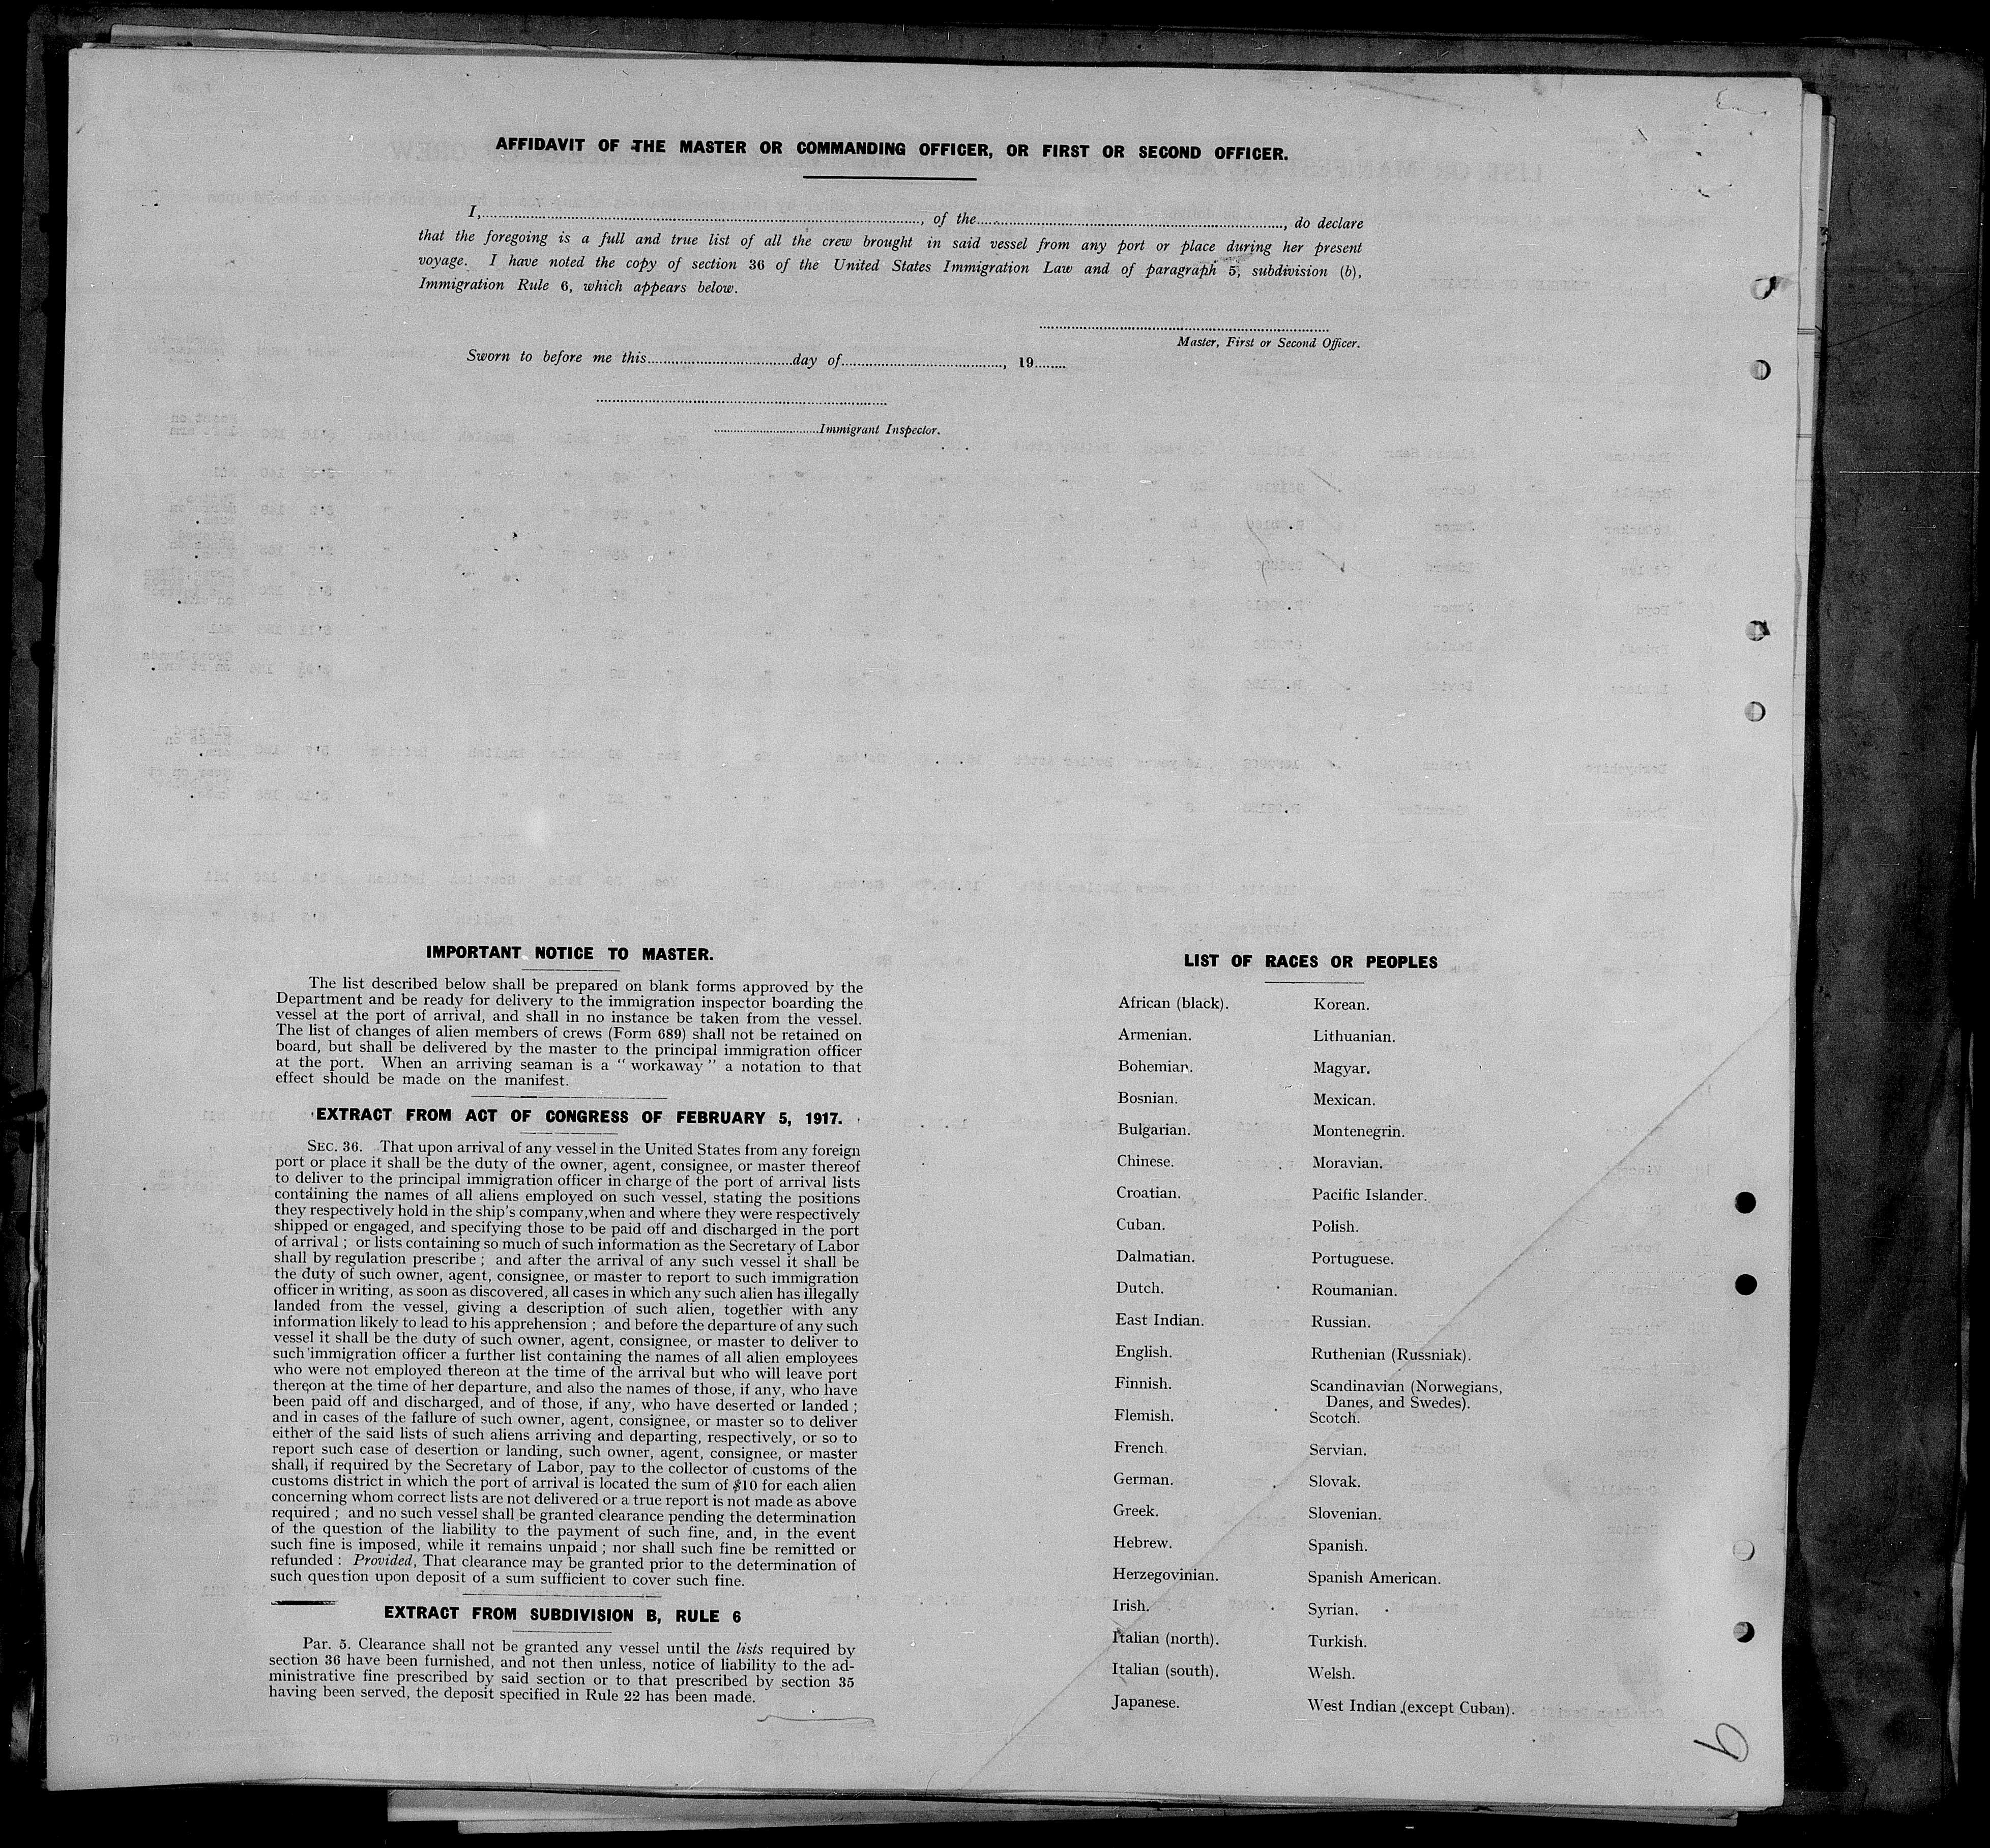 AFFIDAVIT OF THE MASTER OR COMMANDING OFFICER, OR FIRST OR SECOND OFFICER.
I,........................, of the........................, do declare
that the foregoing is a full and true list of all the crew brought in said vessel from any port or place during her present
voyage. I have noted the copy of section 36 of the United States Immigration Law and of paragraph 5, subdivision (b),
Immigration Rule 6, which appears below.
Master, First or Second Officer.
Sworn to before me this..............day of................, 19........
..............Immigrant Inspector.
IMPORTANT NOTICE TO MASTER.
The list described below shall be prepared on blank forms approved by the
Department and be ready for delivery to the immigration inspector boarding the
vessel at the port of arrival, and shall in no instance be taken from the vessel.
The list of changes of alien members of crews (Form 689) shall not be retained on
board, but shall be delivered by the master to the principal immigration officer
at the port. When an arriving seaman is a " workaway " a notation to that
effect should be made on the manifest.
EXTRACT FROM ACT OF CONGRESS OF FEBRUARY 5, 1917.
SEC. 36. That upon arrival of any vessel in the United States from any foreign
port or place it shall be the duty of the owner, agent, consignee, or master thereof
to deliver to the principal immigration officer in charge of the port of arrival lists
containing the names of all aliens employed on such vessel, stating the positions
they respectively hold in the ship's company, when and where they were respectively
shipped or engaged, and specifying those to be paid off and discharged in the port
of arrival ; or lists containing so much of such information as the Secretary of Labor
shall by regulation prescribe ; and after the arrival of any such vessel it shall be
the duty of such owner, agent, consignee, or master to report to such immigration
officer in writing, as soon as discovered, all cases in which any such alien has illegally
landed from the vessel, giving a description of such alien, together with any
information likely to lead to his apprehension ; and before the departure of any such
vessel it shall be the duty of such owner, agent, consignee, or master to deliver to
such immigration officer a further list containing the names of all alien employees
who were not employed thereon at the time of the arrival but who will leave port
thereon at the time of her departure, and also the names of those, if any, who have
been paid off and discharged, and of those, if any, who have deserted or landed ;
and in cases of the failure of such owner, agent, consignee, or master so to deliver
either of the said lists of such aliens arriving and departing, respectively, or so to
report such case of desertion or landing, such owner, agent, consignee, or master
shall, if required by the Secretary of Labor, pay to the collector of customs of the
customs district in which the port of arrival is located the sum of $10 for each alien
concerning whom correct lists are not delivered or a true report is not made as above
required ; and no such vessel shall be granted clearance pending the determination
of the question of the liability to the payment of such fine, and, in the event
such fine is imposed, while it remains unpaid ; nor shall such fine be remitted or
refunded : Provided, That clearance may be granted prior to the determination of
such question upon deposit of a sum sufficient to cover such fine.
EXTRACT FROM SUBDIVISION B, RULE 6
Par. 5. Clearance shall not be granted any vessel until the lists required by
section 36 have been furnished, and not then unless, notice of liability to the ad-
ministrative fine prescribed by said section or to that prescribed by section 35
having been served, the deposit specified in Rule 22 has been made.
LIST OF RACES OR PEOPLES
African (black).
Armenian.
Bohemian.
Bosnian.
Bulgarian.
Chinese.
Croatian.
Cuban.
Dalmatian.
Dutch.
East Indian.
English.
Finnish.
Flemish.
French
German.
Greek.
Hebrew.
Herzegovinian.
Irish.
Italian (north).
Italian (south).
Japanese.
Korean.
Lithuanian.
Magyar.
Mexican.
Montenegrin.
Moravian.
Pacific Islander.
Polish.
Portuguese.
Roumanian.
Russian.
Ruthenian (Russniak).
Scandinavian (Norwegians,
Danes, and Swedes).
Scotch.
Servian.
Slovak.
Slovenian.
Spanish.
Spanish American.
Syrian.
Turkish.
Welsh.
West Indian (except Cuban).